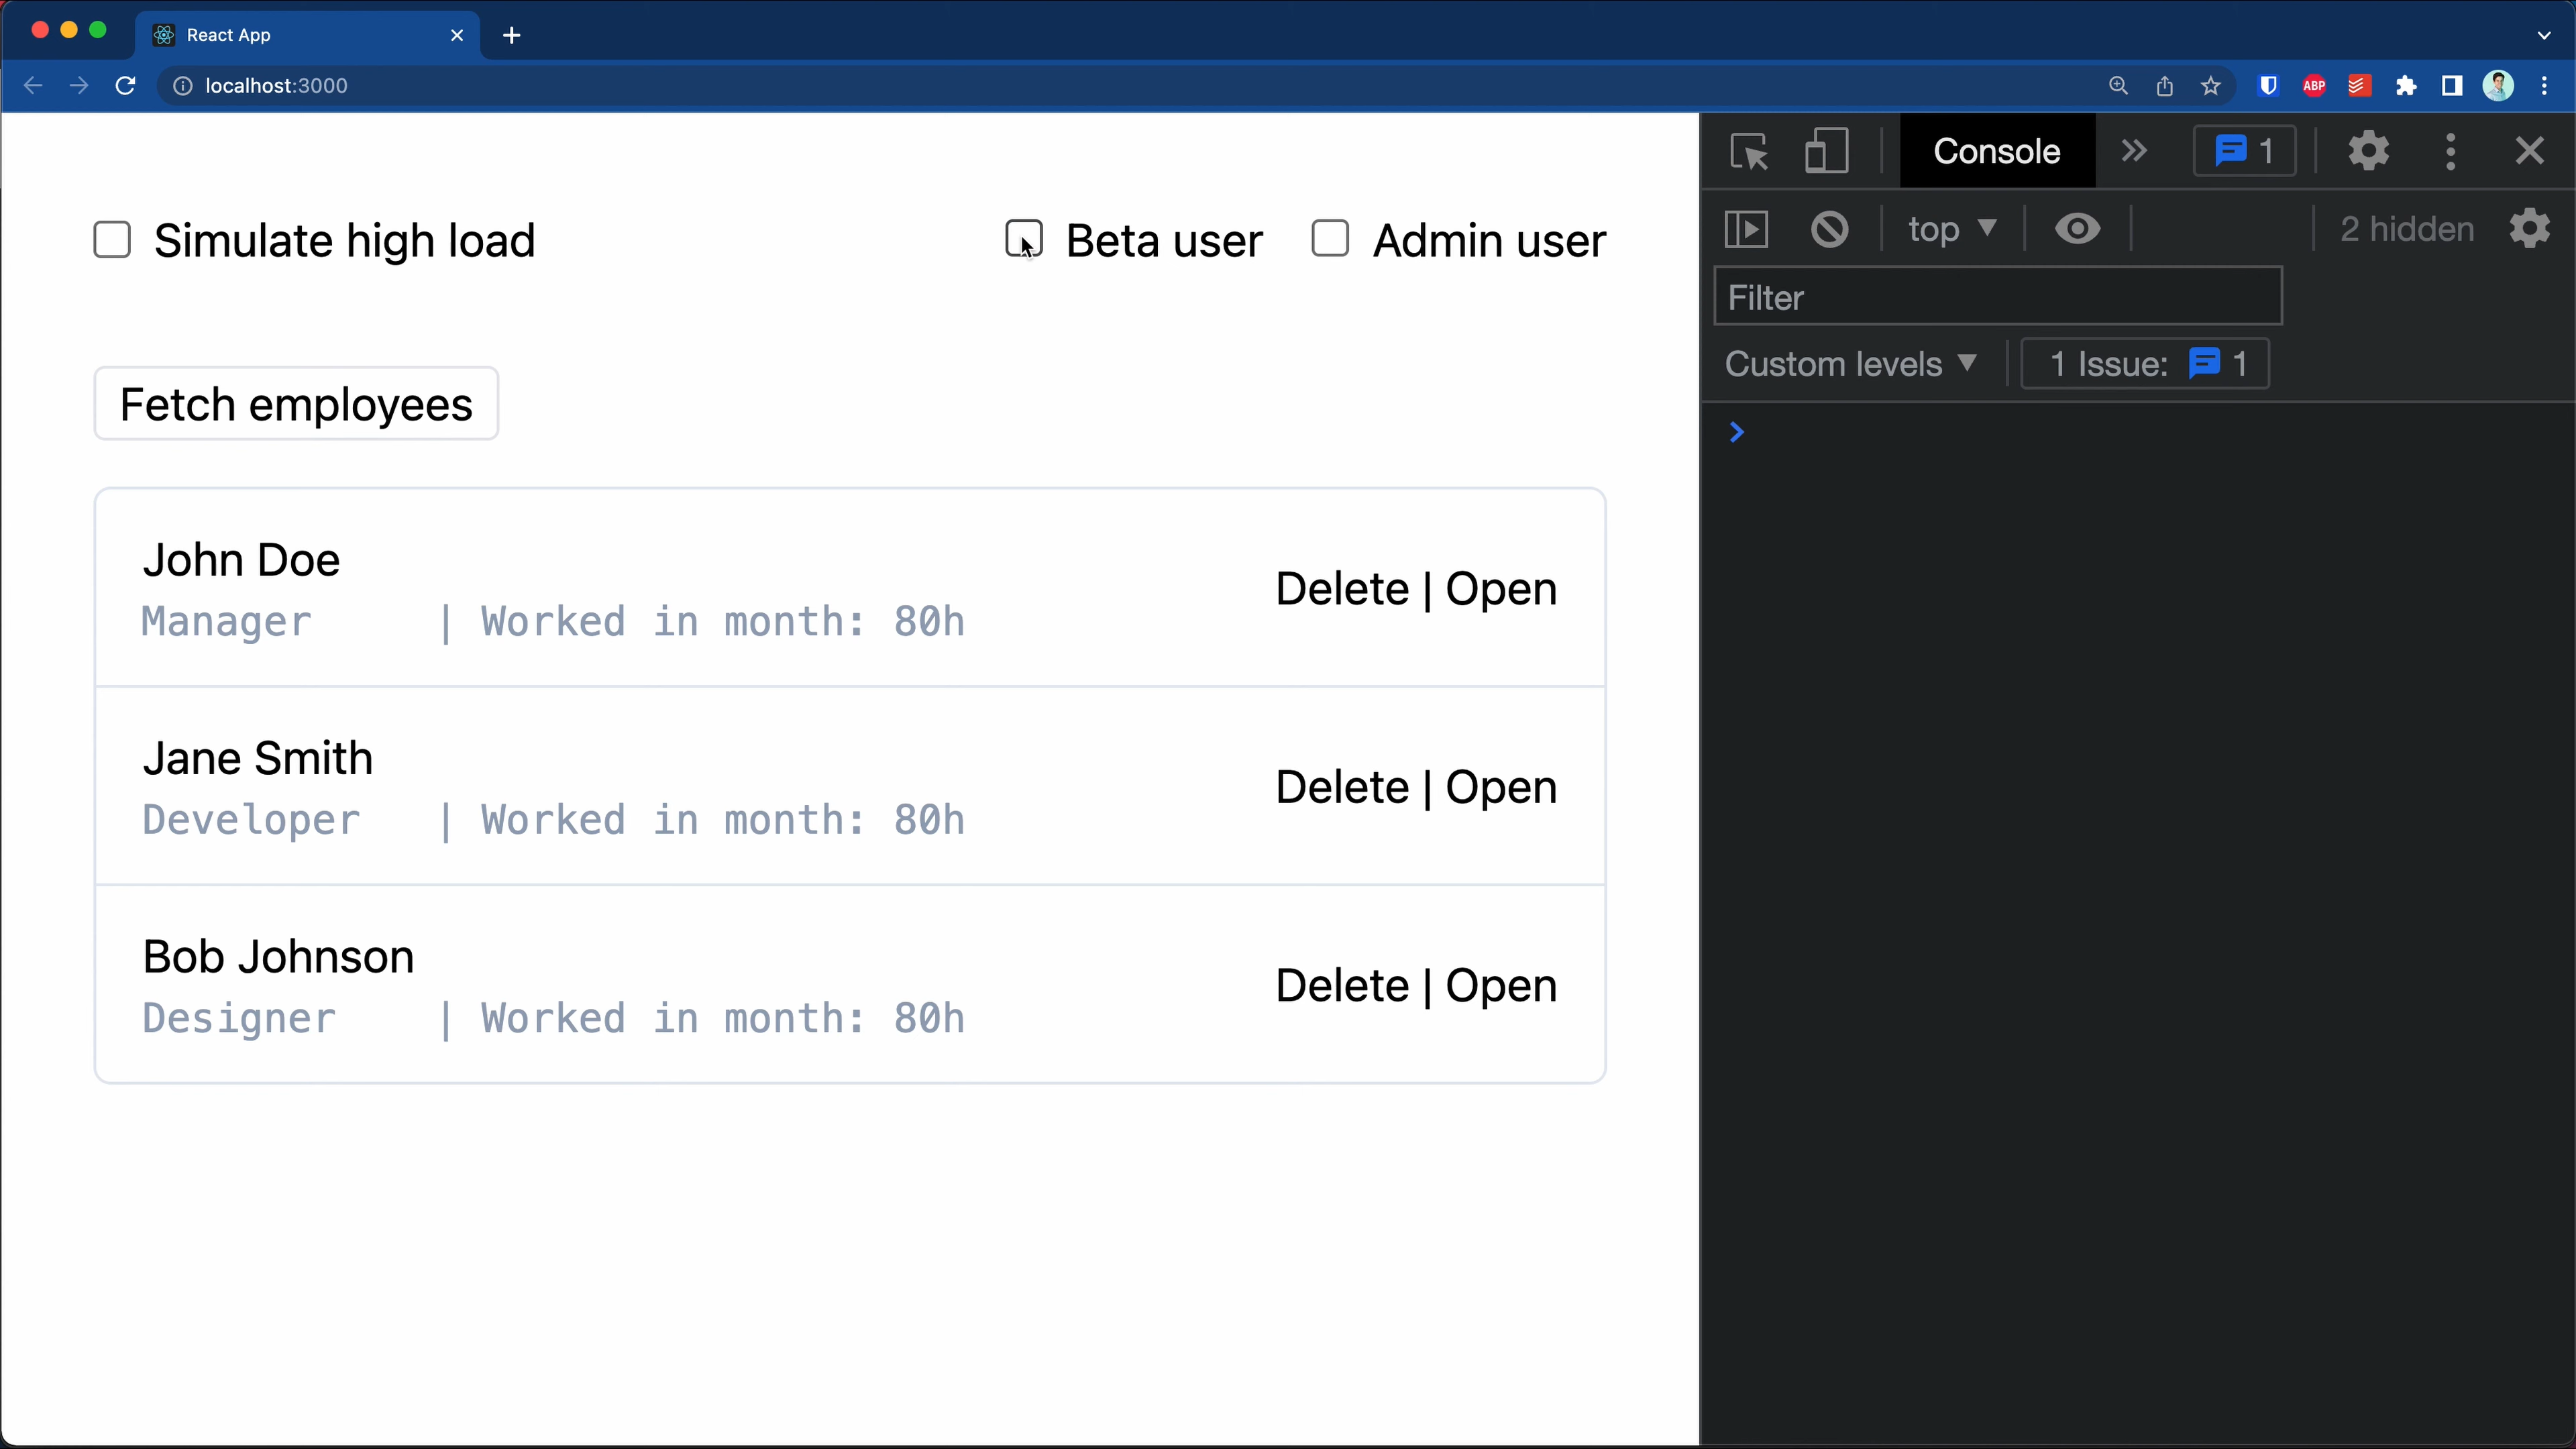 React App
localhost:3000
ABP
Console
1
Simulate high load
Beta user
Admin user
top
2 hidden
Filter
Custom levels
1 Issue: 1
Fetch employees
John Doe
Manager | Worked in month: 80h
Delete | Open
Jane Smith
Developer | Worked in month: 80h
Delete | Open
Bob Johnson
Designer | Worked in month: 80h
Delete | Open